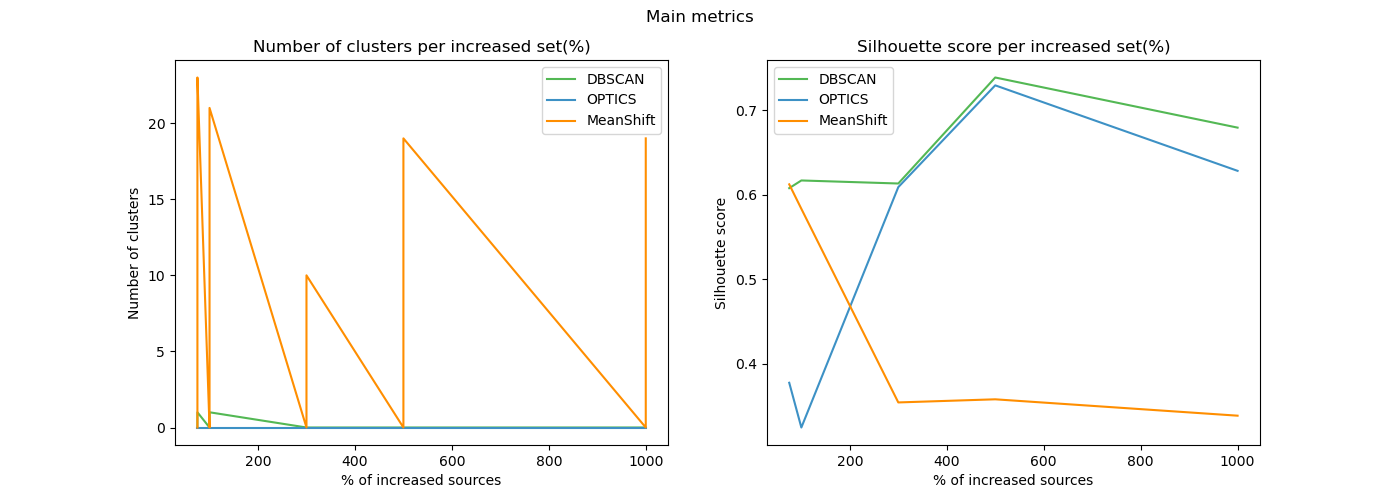 Main metrics
Number of clusters per increased set(%)
DBSCAN
OPTICS
MeanShift
20
15
10
5
0
Number of clusters
200
400
600
800
1000
% of increased sources
Silhouette score per increased set(%)
DBSCAN
OPTICS
MeanShift
0.7
0.6
0.5
0.4
Silhouette score
200
400
600
800
1000
% of increased sources